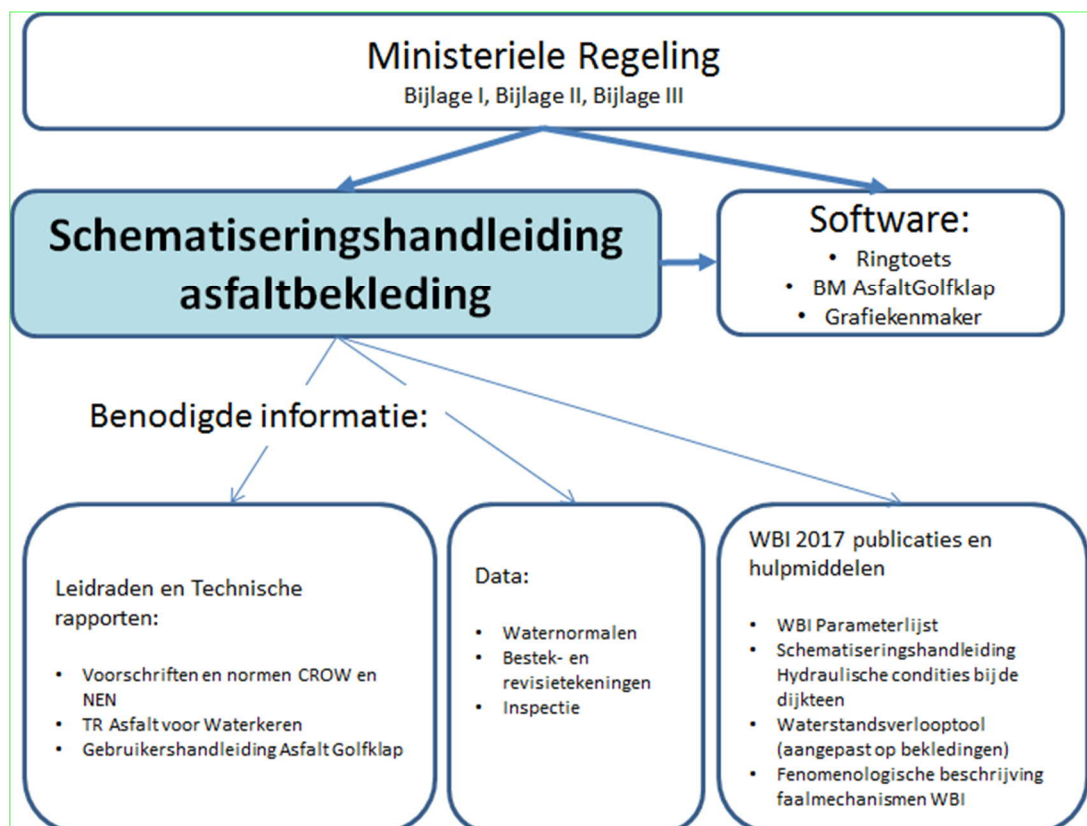 Ministeriele Regeling
Bijlage I, Bijlage II, Bijlage III
Schematiseringshandleiding
asfaltbekleding
Software:
• Ringtoets
• BM AsfaltGolfklap
• Grafiekenmaker
Benodigde informatie:
Leidraden en Technische
rapporten:
• Voorschriften en normen CROW en
NEN
• TR Asfalt voor Waterkeren
• Gebruikershandleiding Asfalt Golfklap
Data:
• Waternormalen
• Bestek- en
revisietekeningen
• Inspectie
WBI 2017 publicaties en
hulpmiddelen
• WBI Parameterlijst
• Schematiseringshandleiding
Hydraulische condities bij de
dijkteen
• Waterstandsverlooptool
(aangepast op bekledingen)
• Fenomenologische beschrijving
faalmechanismen WBI